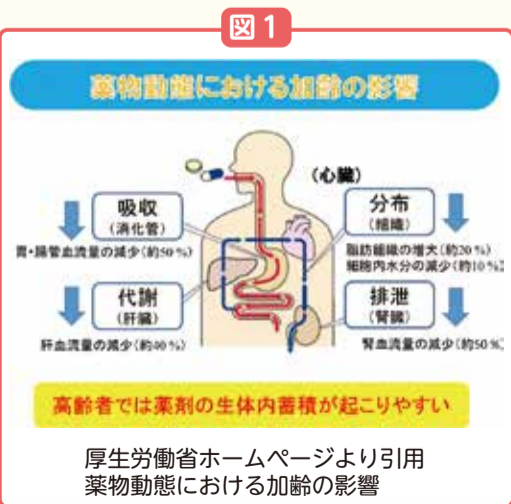 図1
薬物動態における加齢の影響
(心臓)
吸収
(消化管)
胃・腸管血流量の減少(約50%)
分布
(組織)
脂肪組織の増大(約20%)
細胞内水分の減少(約10%)
代謝
(肝臓)
肝血流量の減少(約40%)
排泄
(腎臓)
腎血流量の減少(約50%)
高齢者では薬剤の生体内蓄積が起こりやすい
厚生労働省ホームページより引用
薬物動態における加齢の影響